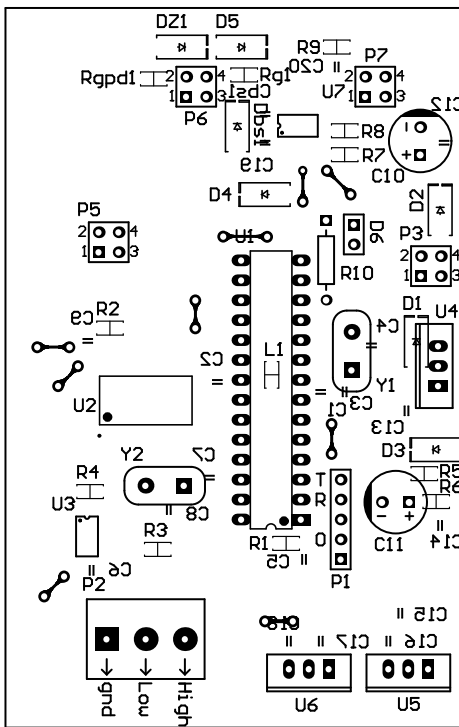 DZ1 D5
R9 P7
C20
Rgpd1 2 4 Rg1 2 4
Cbs1 U7
1 3 1 3
P6 Dbs1 C12
R8
R7
C19 C10
D4 D2
P5 U1 D6 P3
2 4 2 4
1 3 R10 1 3
C9 R2 C4 D1 U4
C2 L1
Y1
C3
U2 C1 C13
Y2 C7 D3
R4 T R5
U3 C8 R R6
R3 R1 O C11 C14
C5
C6 P1
P2
C18 C15
C17 C16
gnd Low High U6 U5